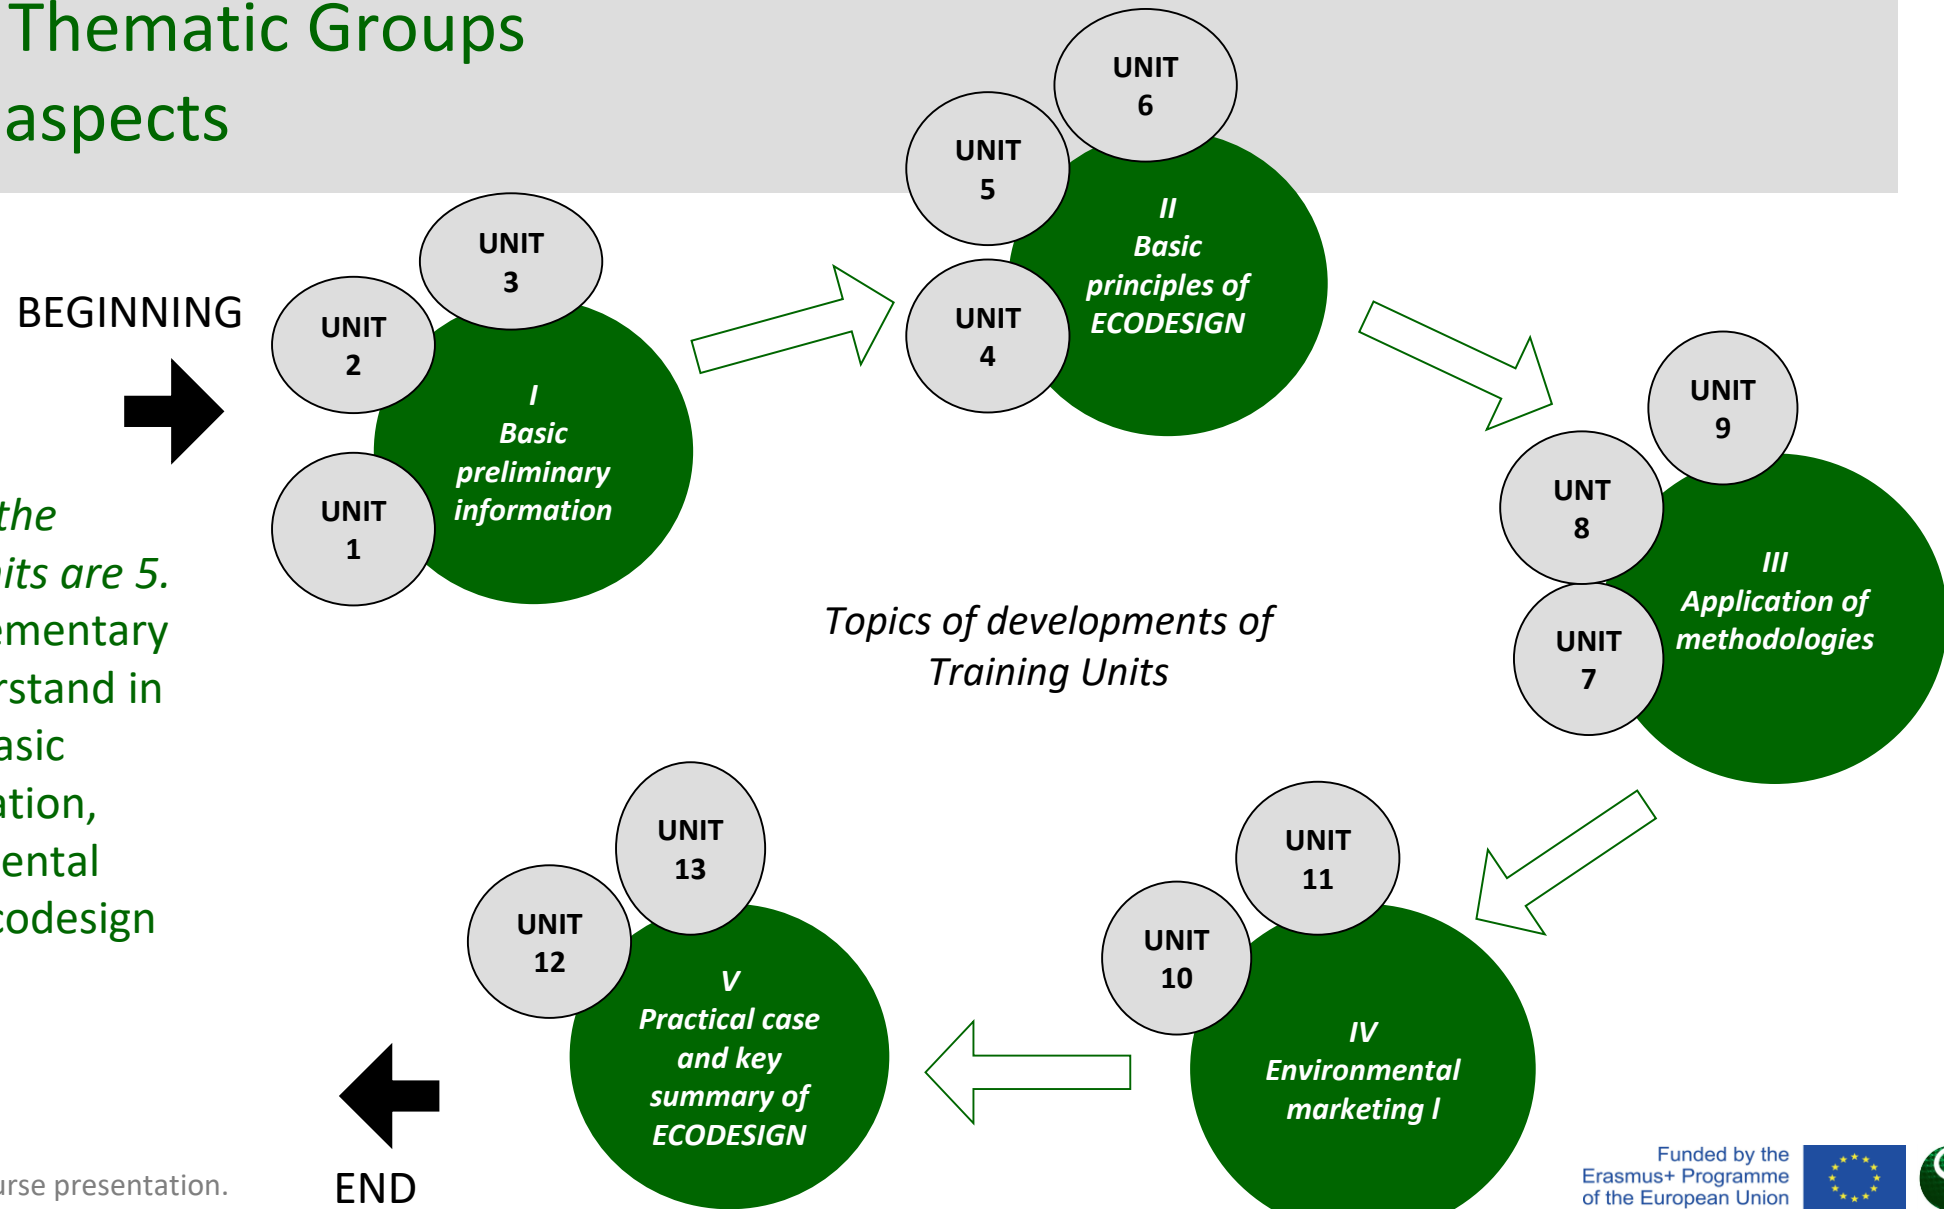 Thematic Groups
aspects
BEGINNING
UNIT
1
UNIT
2
UNIT
3
I
Basic
preliminary
information
UNIT
4
UNIT
5
UNIT
6
II
Basic
principles of
ECODESIGN
UNIT
7
UNT
8
UNIT
9
III
Application of
methodologies
the
its are 5.
ementary
rstand in
asic
ation,
ental
codesign
Topics of developments of
Training Units
UNIT
10
UNIT
11
IV
Environmental
marketing l
UNIT
12
UNIT
13
V
Practical case
and key
summary of
ECODESIGN
END
urse presentation.
Funded by the
Erasmus+ Programme
of the European Union